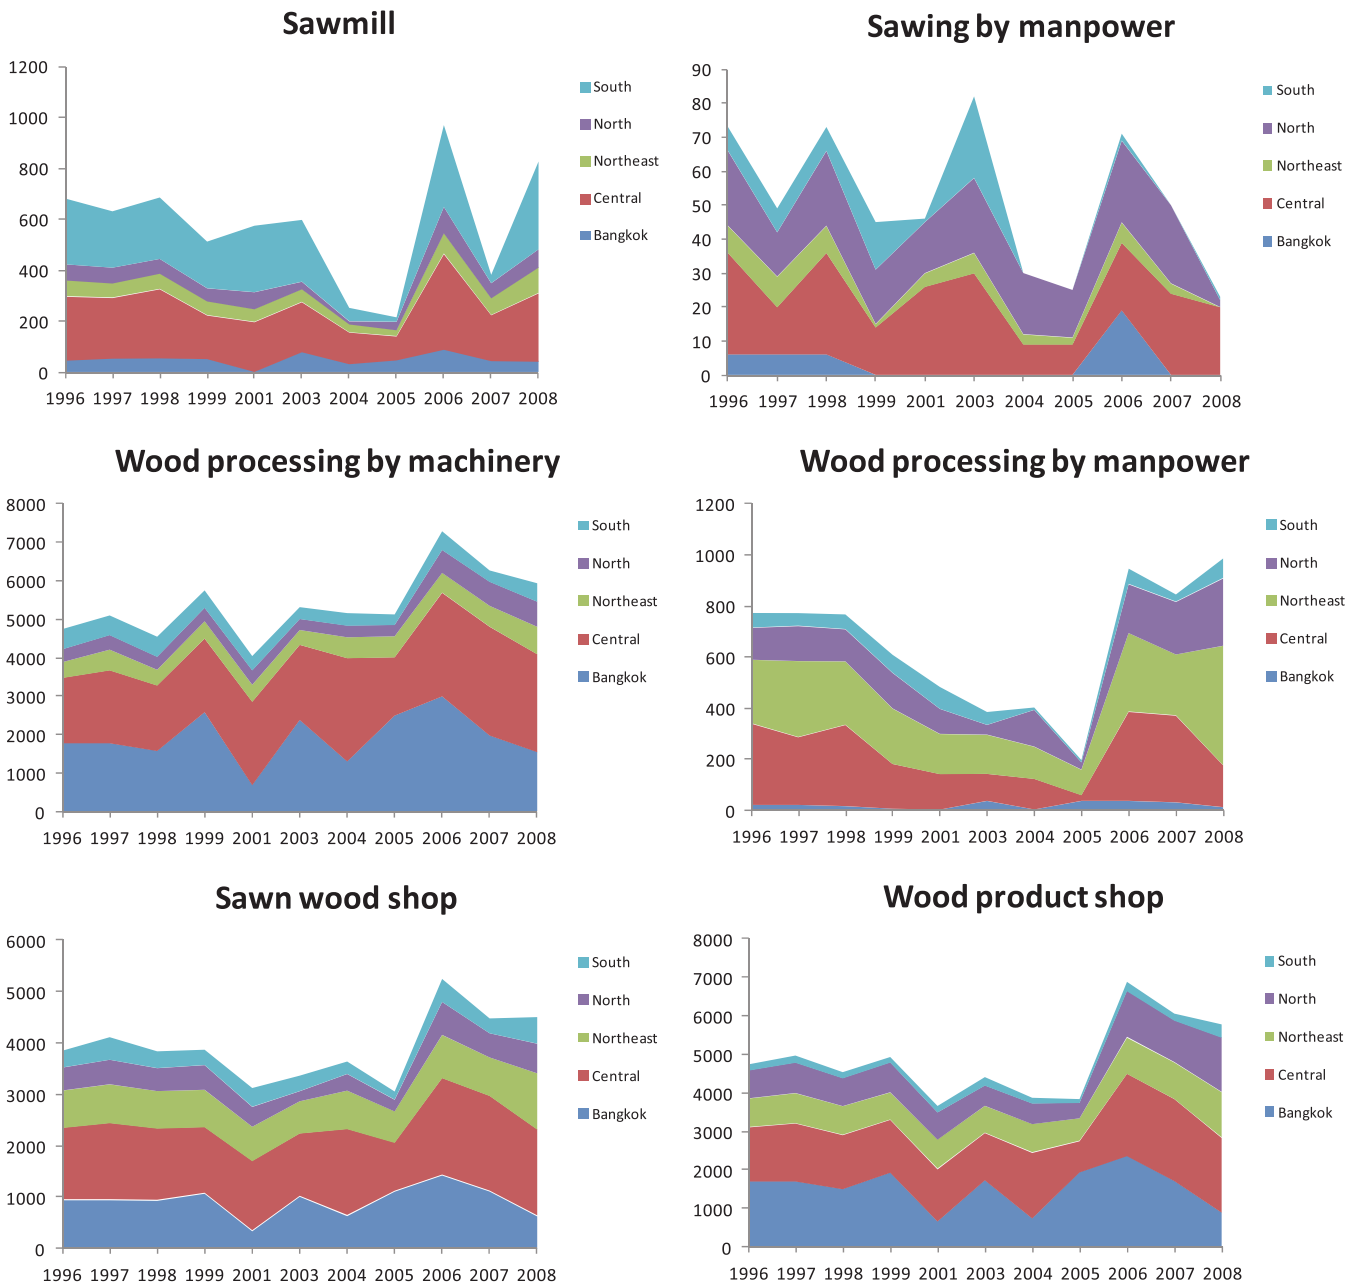 Sawmill
1200
1000
800
600
400
200
0
1996 1997 1998 1999 2001 2003 2004 2005 2006 2007 2008
South
North
Northeast
Central
Bangkok
Sawing by manpower
90
80
70
60
50
40
30
20
10
0
1996 1997 1998 1999 2001 2003 2004 2005 2006 2007 2008
South
North
Northeast
Central
Bangkok
Wood processing by machinery
8000
7000
6000
5000
4000
3000
2000
1000
0
1996 1997 1998 1999 2001 2003 2004 2005 2006 2007 2008
South
North
Northeast
Central
Bangkok
Wood processing by manpower
1200
1000
800
600
400
200
0
1996 1997 1998 1999 2001 2003 2004 2005 2006 2007 2008
South
North
Northeast
Central
Bangkok
Sawn wood shop
6000
5000
4000
3000
2000
1000
0
1996 1997 1998 1999 2001 2003 2004 2005 2006 2007 2008
South
North
Northeast
Central
Bangkok
Wood product shop
8000
7000
6000
5000
4000
3000
2000
1000
0
1996 1997 1998 1999 2001 2003 2004 2005 2006 2007 2008
South
North
Northeast
Central
Bangkok